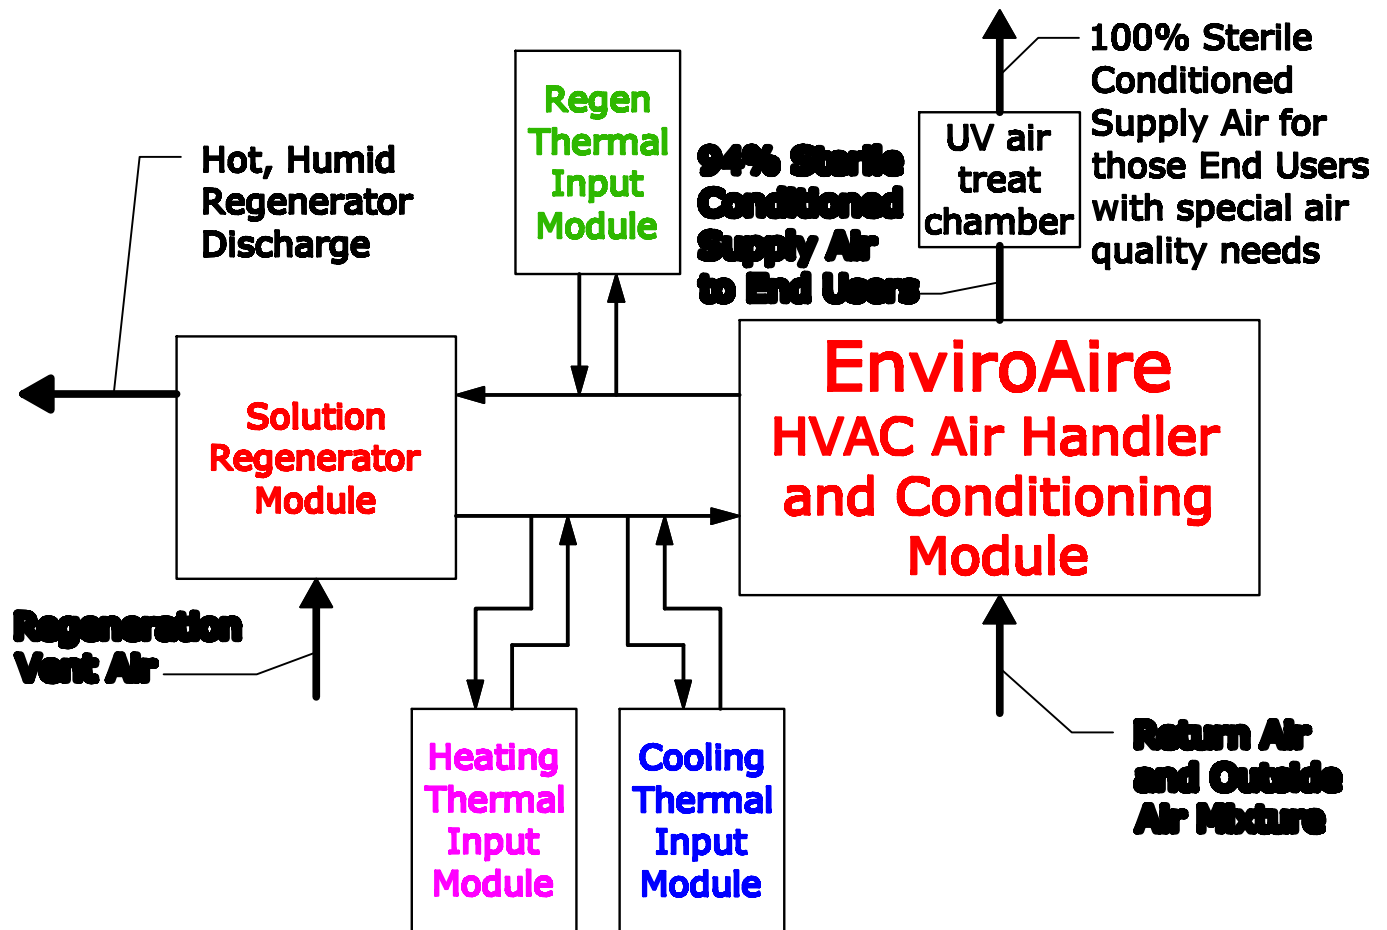 100% Sterile
Conditioned
Supply Air for
those End Users
with special air
quality needs
UV air
treat
chamber
Regen
Thermal
Input
Module
94% Sterile
Conditioned
Supply Air
to End Users
Hot, Humid
Regenerator
Discharge
EnviroAire
HVAC Air Handler
and Conditioning
Module
Solution
Regenerator
Module
Regeneration
Vent Air
Heating
Thermal
Input
Module
Cooling
Thermal
Input
Module
Return Air
and Outside
Air Mixture